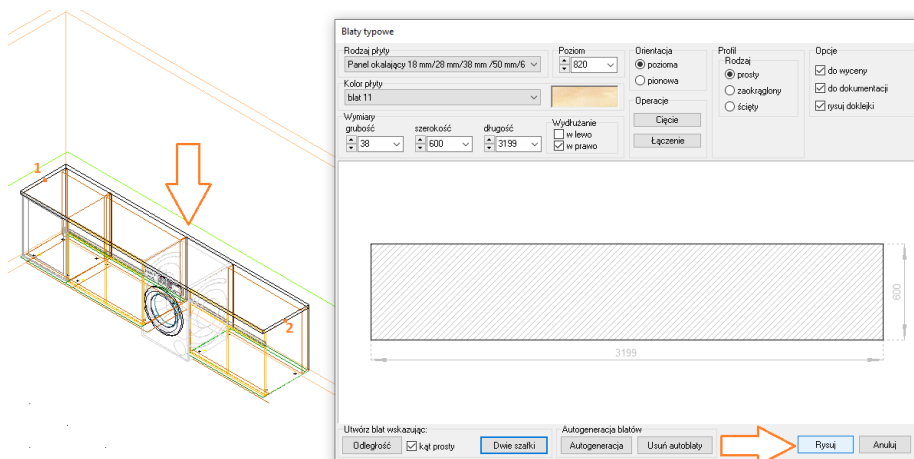 Blaty typowe
Rodzaj płyty
Panel okalający 18 mm/28 mm/38 mm /50 mm/6
Poziom
820
Orientacja
pozioma
pionowa
Profil
Rodzaj
prosty
zaokrąglony
ścięty
Opcje
do wyceny
do dokumentacji
rysuj doklejki
Kolor płyty
blat 11
Operacje
Cięcie
Łączenie
Wymiary
grubość szerokość długość
38 600 3199
Wydłużanie
w lewo
w prawo
1
2
600
3199
Utwórz blat wskazując:
Odległość kąt prosty Dwie szafki
Autogeneracja blatów
Autogeneracja Usuń autoblaty
Rysuj Anuluj